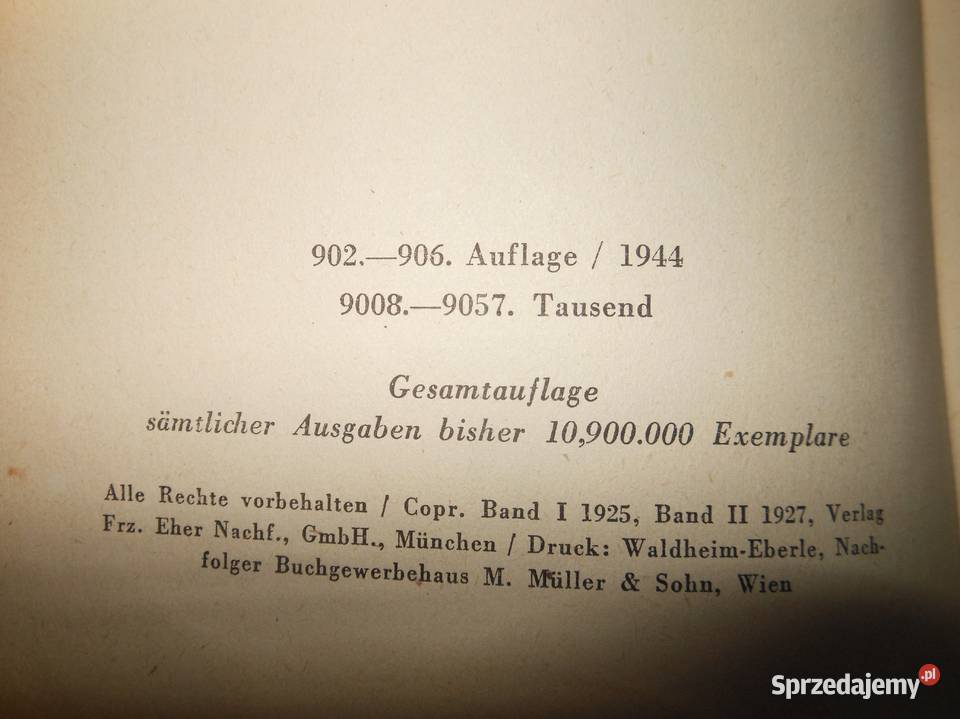 902.—906. Auflage / 1944
9008.—9057. Tausend
Gesamtauflage
sämtlicher Ausgaben bisher 10,900.000 Exemplare
Alle Rechte vorbehalten / Copr. Band I 1925, Band II 1927, Verlag
Frz. Eher Nachf., GmbH., München / Druck: Waldheim-Eberle, Nach-
folger Buchgewerbehaus M. Müller & Sohn, Wien
Sprzedajemy.pl